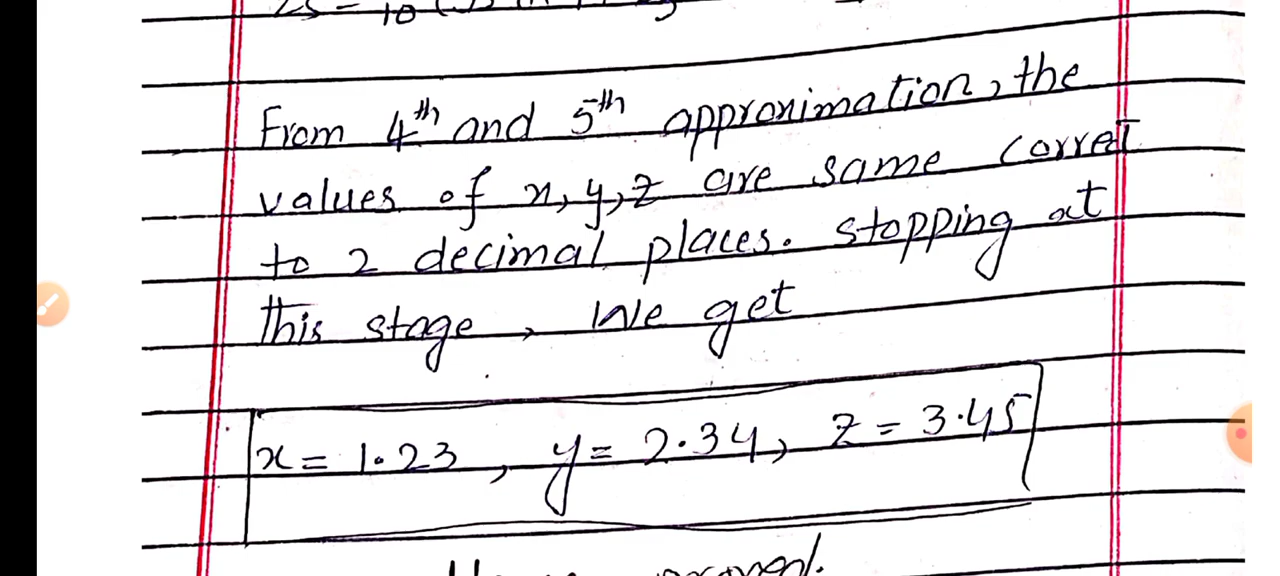 From 4th and 5th approximation, the
values of x, y, z are same correct
to 2 decimal places. stopping at
this stage, we get
x = 1.23, y = 2.34, z = 3.45